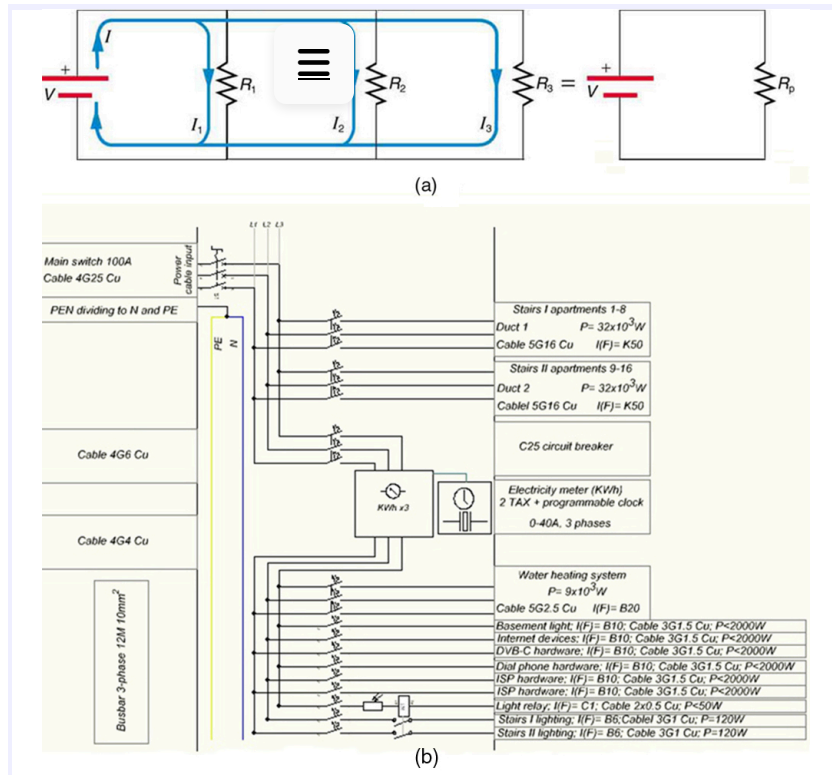 I
+
V
R1
R2
R3
I1
I2
I3
=
+
V
Rp
(a)
L1 L2 L3
Main switch 100A
Cable 4G25 Cu
Power
cable input
PEN dividing to N and PE
PE
N
Stairs I apartments 1-8
Duct 1 P= 32x10³W
Cable 5G16 Cu I(F)= K50
Stairs II apartments 9-16
Duct 2 P= 32x10³W
Cablel 5G16 Cu I(F)= K50
Cable 4G6 Cu
C25 circuit breaker
KWh x3
Electricity meter (KWh)
2 TAX + programmable clock
0-40A, 3 phases
Cable 4G4 Cu
Busbar 3-phase 12M 10mm²
Water heating system
P= 9x10³W
Cable 5G2.5 Cu I(F)= B20
Basement light; I(F)= B10; Cable 3G1.5 Cu; P<2000W
Internet devices; I(F)= B10; Cable 3G1.5 Cu; P<2000W
DVB-C hardware; I(F)= B10; Cable 3G1.5 Cu; P<2000W
Dial phone hardware; I(F)= B10; Cable 3G1.5 Cu; P<2000W
ISP hardware; I(F)= B10; Cable 3G1.5 Cu; P<2000W
ISP hardware; I(F)= B10; Cable 3G1.5 Cu; P<2000W
Light relay; I(F)= C1; Cable 2x0.5 Cu; P<50W
Stairs I lighting; I(F)= B6;Cablel 3G1 Cu; P=120W
Stairs II lighting; I(F)= B6; Cable 3G1 Cu; P=120W
(b)